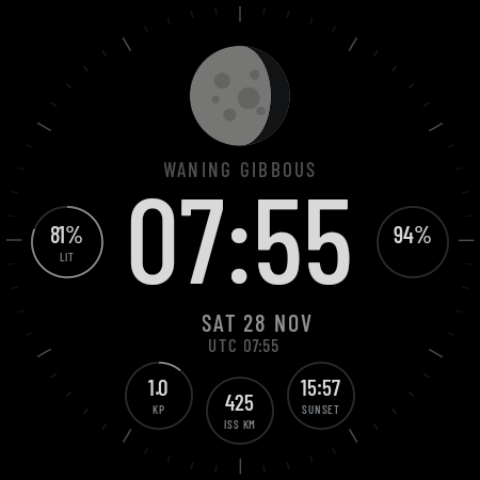 WANING GIBBOUS
07:55
81%
LIT
94%
SAT 28 NOV
UTC 07:55
1.0
KP
425
ISS KM
15:57
SUNSET